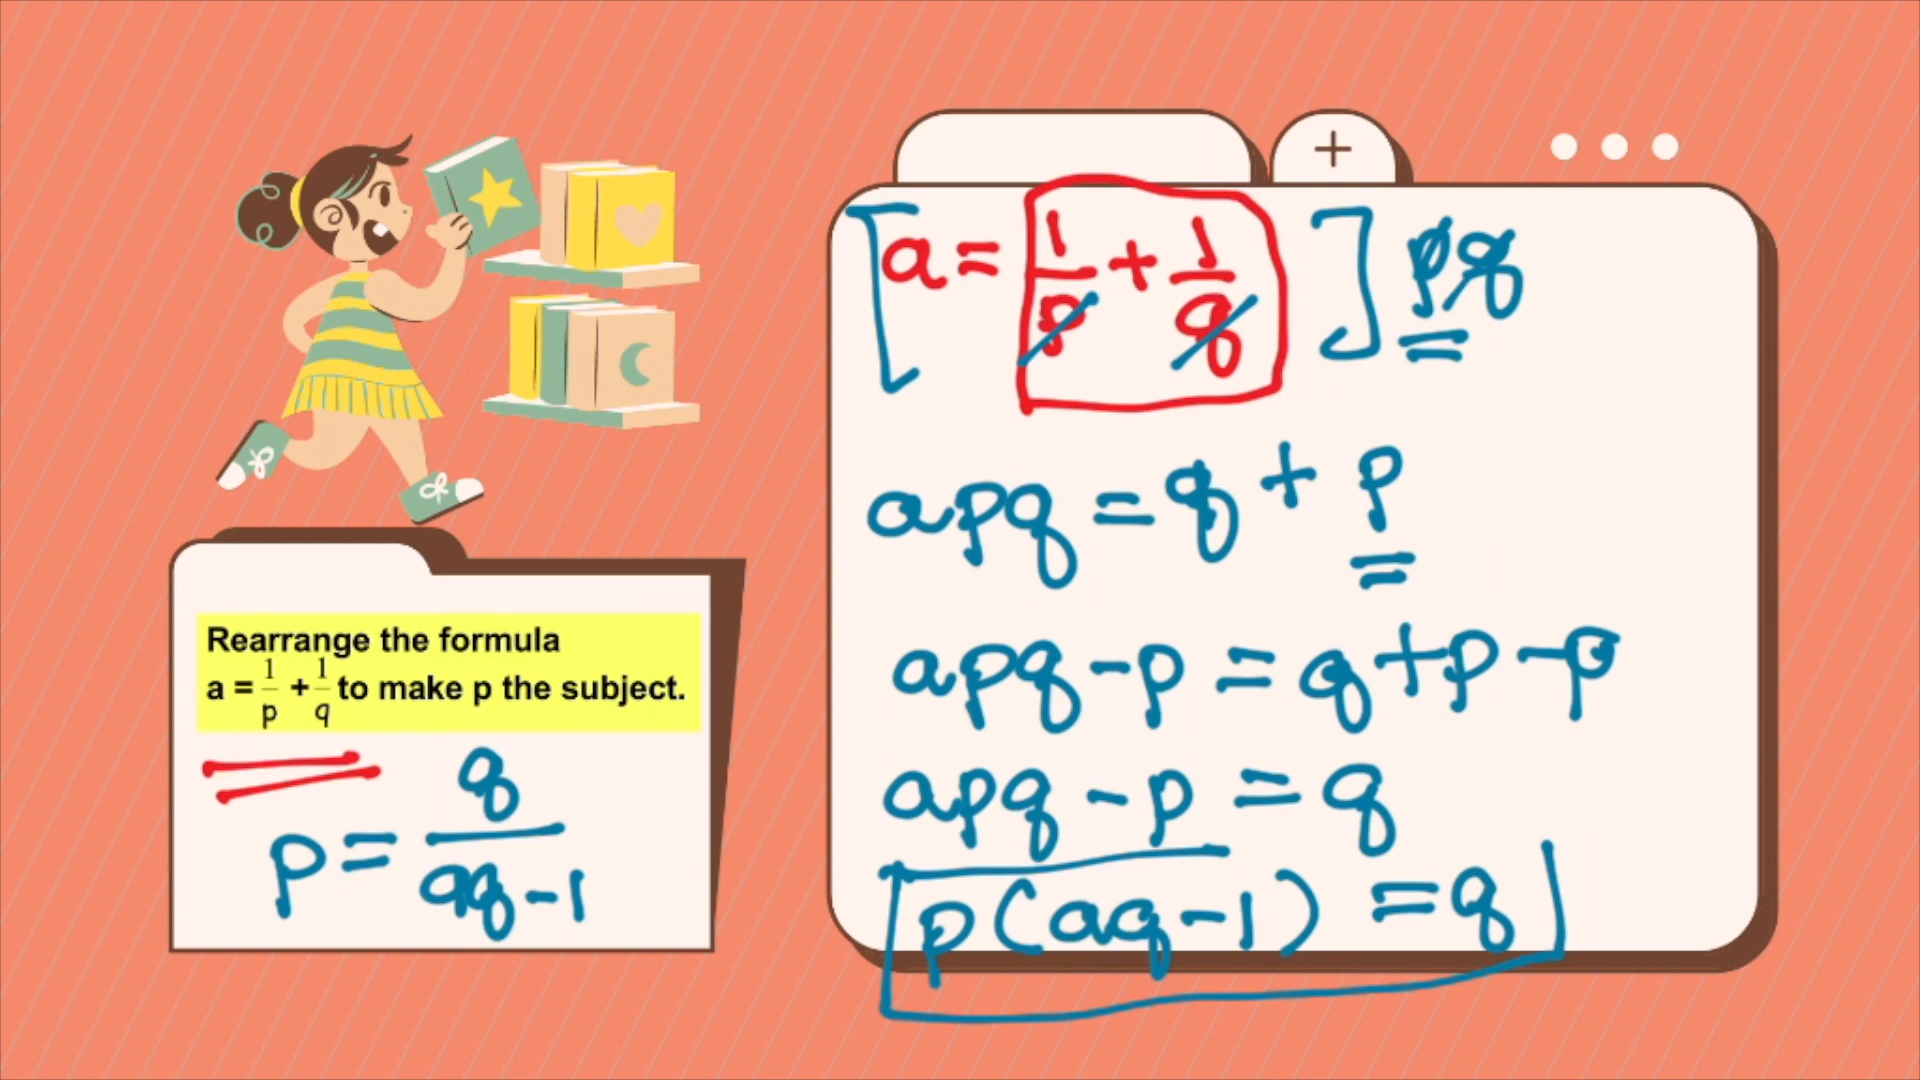 Rearrange the formula
a = 1/p + 1/q to make p the subject.
p = q/(aq-1)
+
[a = 1/p + 1/q] pq
apq = q + p
apq - p = q + p - p
apq - p = q
p(aq-1) = q